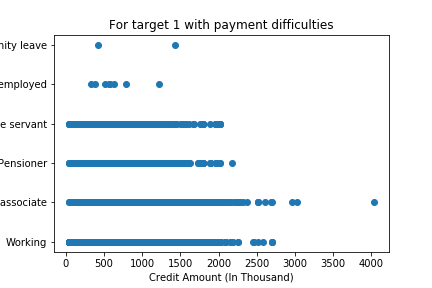 For target 1 with payment difficulties
nity leave
employed
e servant
Pensioner
associate
Working
0 500 1000 1500 2000 2500 3000 3500 4000
Credit Amount (In Thousand)